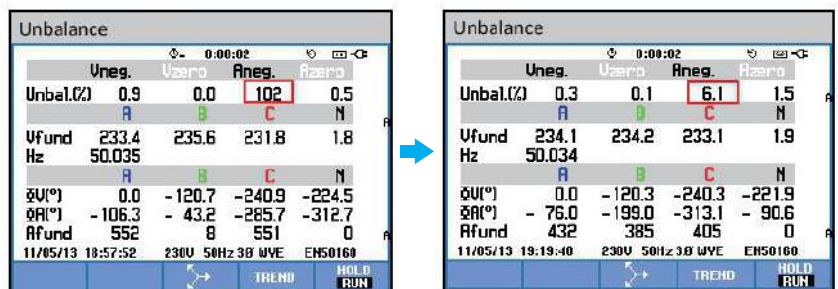 Unbalance
0:00:02
Vneg. Vzero Aneg. Azero
Unbal.(%) 0.9 0.0 102 0.5
A B C N
A
Vfund 233.4 235.6 231.8 1.8
Hz 50.035
A B C N
ΦV(°) 0.0 -120.7 -240.9 -224.5
ΦA(°) -106.3 - 43.2 -285.7 -312.7
Afund 552 8 551 0
A
11/05/13 18:57:52 230V 50Hz 3Ø WYE EN50160
TREND HOLD
RUN
Unbalance
0:00:02
Vneg. Vzero Aneg. Azero
Unbal.(%) 0.3 0.1 6.1 1.5
A
A B C N
Vfund 234.1 234.2 233.1 1.9
Hz 50.034
A B C N
ΦV(°) 0.0 -120.3 -240.3 -221.9
ΦA(°) - 76.0 -199.0 -313.1 - 90.6
Afund 432 385 405 0
A
11/05/13 19:19:40 230V 50Hz 3Ø WYE EN50160
TREND HOLD
RUN